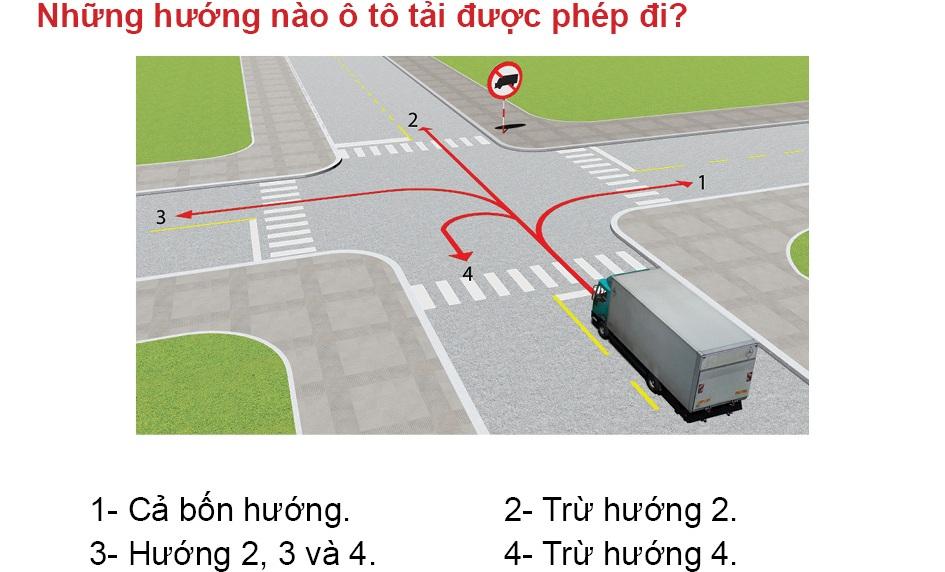 Những hướng nào ô tô tải được phép đi?
2
1
3
4
1- Cả bốn hướng. 2- Trừ hướng 2.
3- Hướng 2, 3 và 4. 4- Trừ hướng 4.